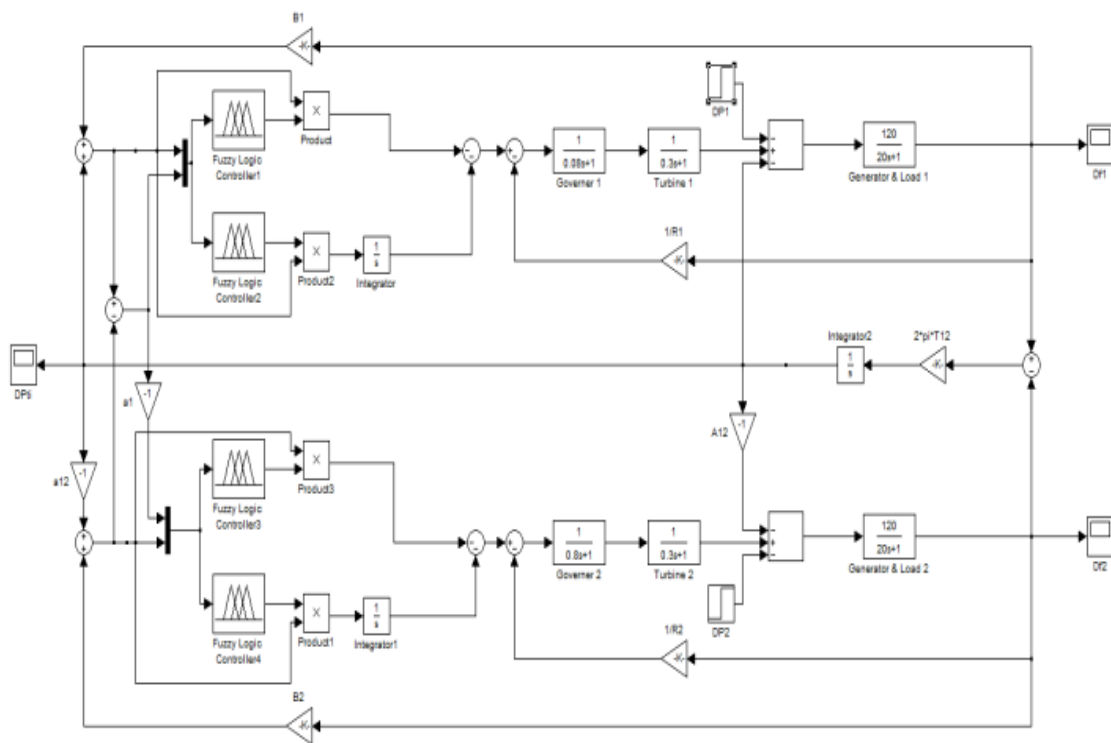 B1
-K-
DP1
Fuzzy Logic
Controller1
X
Product
1
0.08s+1
Governer 1
1
0.3s+1
Turbine 1
120
20s+1
Generator & Load 1
Df1
Fuzzy Logic
Controller2
X
Product2
1
s
Integrator
1/R1
-K-
DPti
-1
a1
Integrator2
1
s
2*pi*T12
-K-
-1
A12
-1
a12
Fuzzy Logic
Controller3
X
Product3
1
0.8s+1
Governer 2
1
0.3s+1
Turbine 2
120
20s+1
Generator & Load 2
Df2
DP2
Fuzzy Logic
Controller4
X
Product1
1
s
Integrator1
1/R2
-K-
B2
-K-